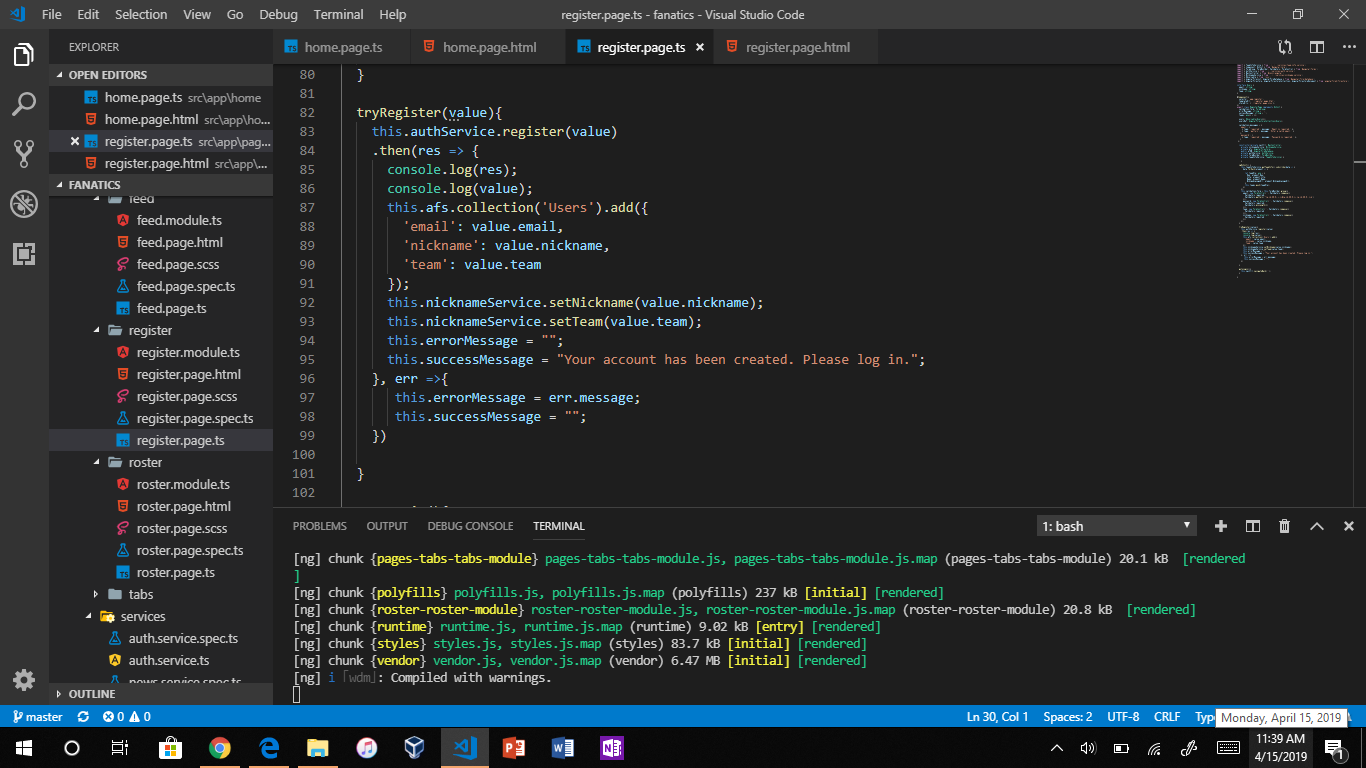 File Edit Selection View Go Debug Terminal Help
register.page.ts - fanatics - Visual Studio Code
EXPLORER
home.page.ts home.page.html register.page.ts register.page.html
OPEN EDITORS
home.page.ts src\app\home
home.page.html src\app\ho...
register.page.ts src\app\pag...
register.page.html src\app\...
FANATICS
feed
feed.module.ts
feed.page.html
feed.page.scss
feed.page.spec.ts
feed.page.ts
register
register.module.ts
register.page.html
register.page.scss
register.page.spec.ts
register.page.ts
roster
roster.module.ts
roster.page.html
roster.page.scss
roster.page.spec.ts
roster.page.ts
tabs
services
auth.service.spec.ts
auth.service.ts
OUTLINE
80 }
81
82 tryRegister(value){
83 this.authService.register(value)
84 .then(res => {
85 console.log(res);
86 console.log(value);
87 this.afs.collection('Users').add({
88 'email': value.email,
89 'nickname': value.nickname,
90 'team': value.team
91 });
92 this.nicknameService.setNickname(value.nickname);
93 this.nicknameService.setTeam(value.team);
94 this.errorMessage = "";
95 this.successMessage = "Your account has been created. Please log in.";
96 }, err =>{
97 this.errorMessage = err.message;
98 this.successMessage = "";
99 })
100
101 }
102
PROBLEMS OUTPUT DEBUG CONSOLE TERMINAL
1: bash
[ng] chunk {pages-tabs-tabs-module} pages-tabs-tabs-module.js, pages-tabs-tabs-module.js.map (pages-tabs-tabs-module) 20.1 kB [rendered
]
[ng] chunk {polyfills} polyfills.js, polyfills.js.map (polyfills) 237 kB [initial] [rendered]
[ng] chunk {roster-roster-module} roster-roster-module.js, roster-roster-module.js.map (roster-roster-module) 20.8 kB [rendered]
[ng] chunk {runtime} runtime.js, runtime.js.map (runtime) 9.02 kB [entry] [rendered]
[ng] chunk {styles} styles.js, styles.js.map (styles) 83.7 kB [initial] [rendered]
[ng] chunk {vendor} vendor.js, vendor.js.map (vendor) 6.47 MB [initial] [rendered]
[ng] i ｢wdm｣: Compiled with warnings.
master 0 0
Ln 30, Col 1 Spaces: 2 UTF-8 CRLF
Monday, April 15, 2019
11:39 AM
4/15/2019
1